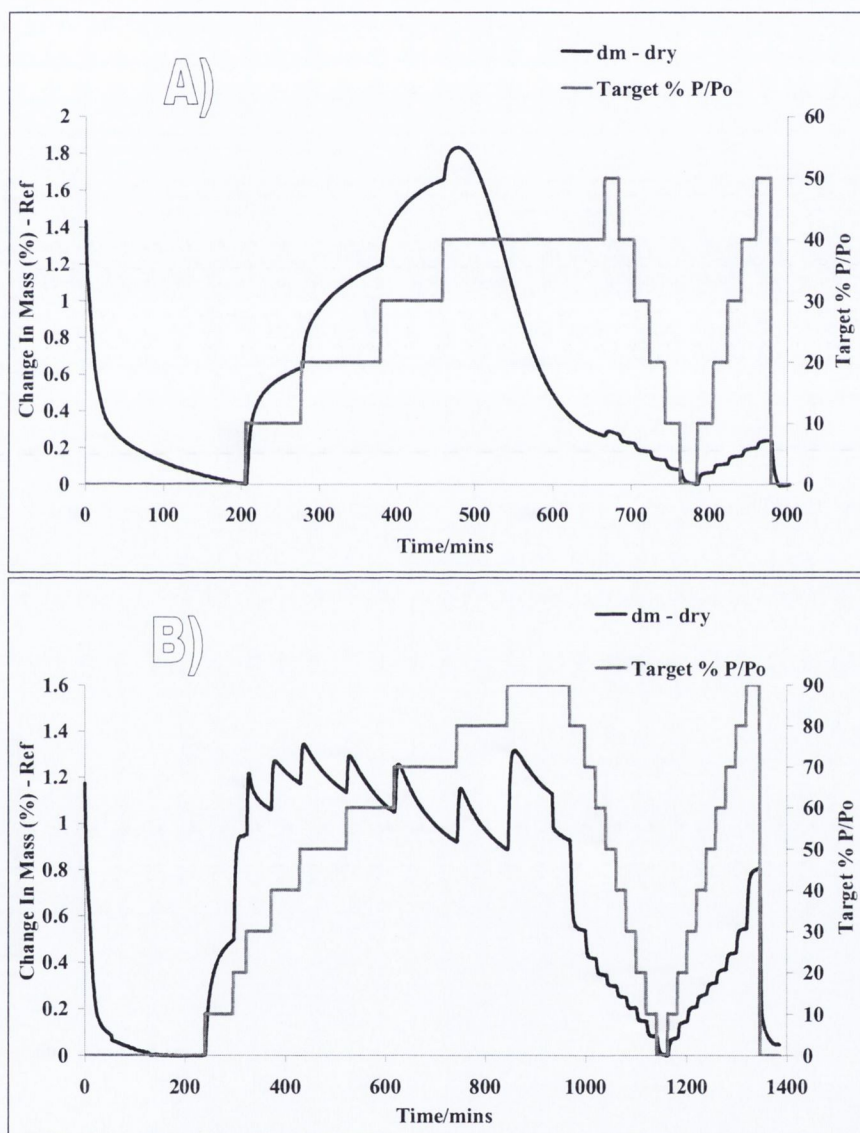 A)
dm - dry
Target % P/Po
Change In Mass (%) - Ref
2
1.8
1.6
1.4
1.2
1
0.8
0.6
0.4
0.2
0
60
50
40
30
20
10
0
Target % P/Po
0 100 200 300 400 500 600 700 800 900
Time/mins
B)
dm - dry
Target % P/Po
Change In Mass (%) - Ref
1.6
1.4
1.2
1
0.8
0.6
0.4
0.2
0
90
80
70
60
50
40
30
20
10
0
Target % P/Po
0 200 400 600 800 1000 1200 1400
Time/mins